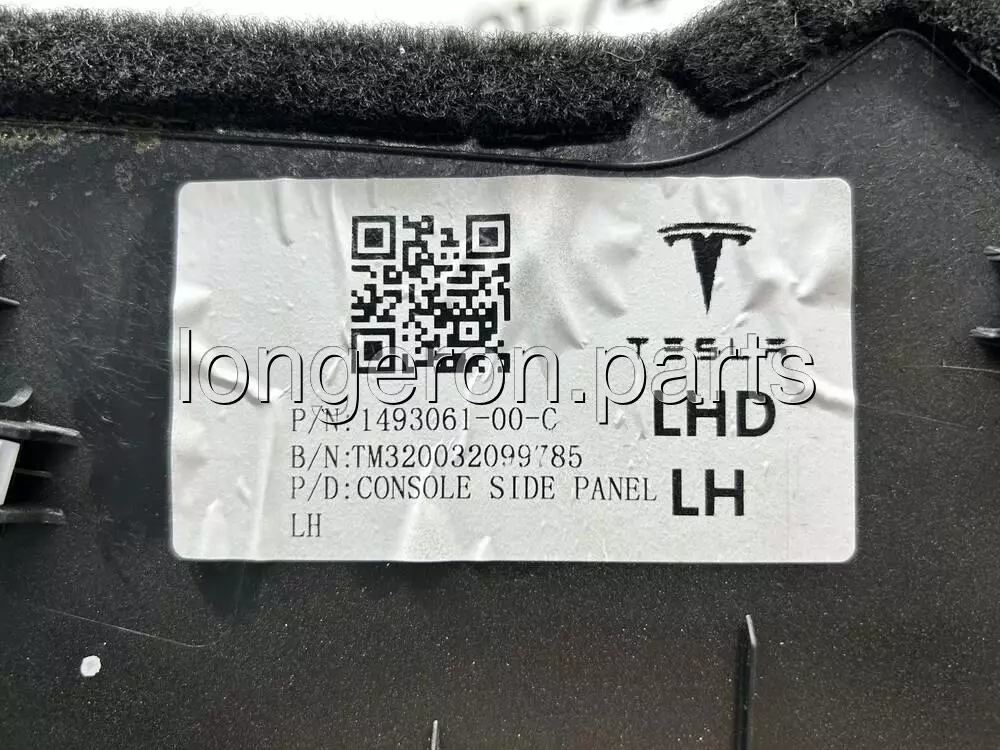 TESLA
longeron.parts
LHD
P/N:1493061-00-C
B/N:TM320032099785
P/D:CONSOLE SIDE PANEL
LH
LH